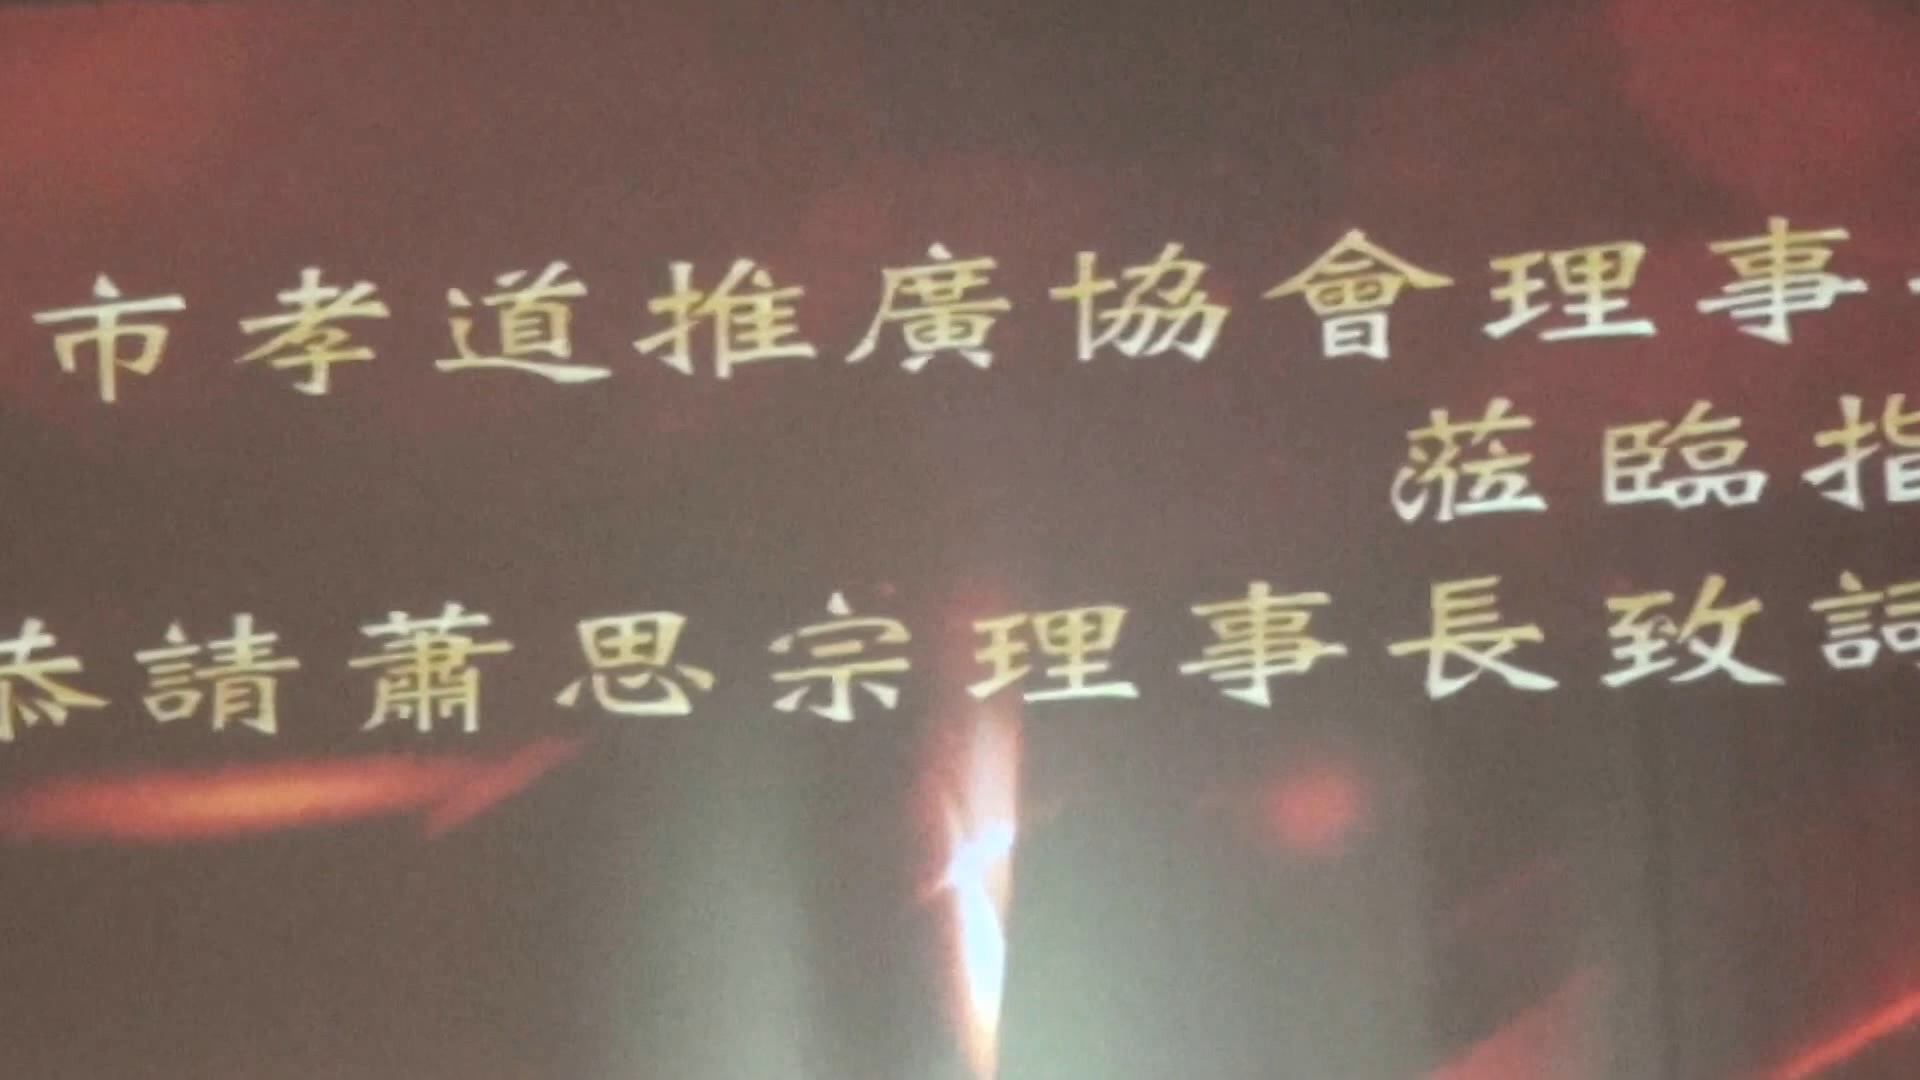 市孝道推廣協會理事
蒞臨指
恭請蕭思宗理事長致詞